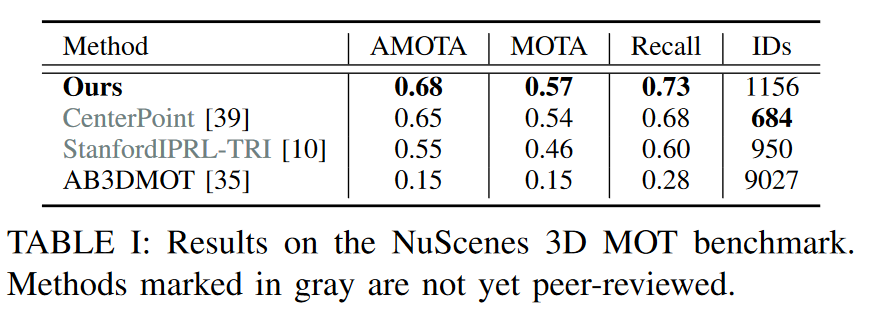 Method AMOTA MOTA Recall IDs
Ours 0.68 0.57 0.73 1156
CenterPoint [39] 0.65 0.54 0.68 684
StanfordIPRL-TRI [10] 0.55 0.46 0.60 950
AB3DMOT [35] 0.15 0.15 0.28 9027
TABLE I: Results on the NuScenes 3D MOT benchmark.
Methods marked in gray are not yet peer-reviewed.